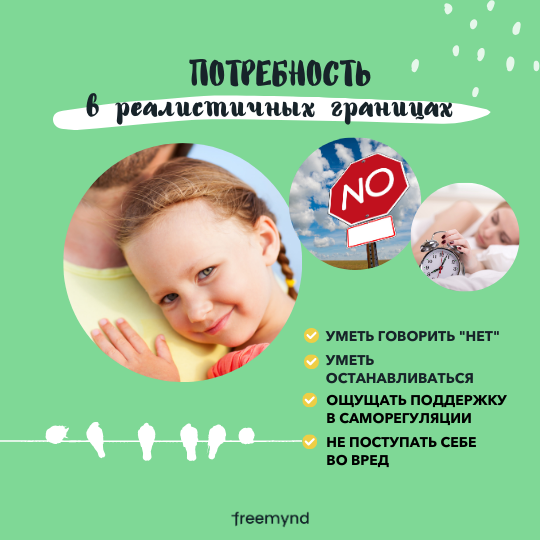 ПОТРЕБНОСТЬ
в реалистичных границах
NO
УМЕТЬ ГОВОРИТЬ "НЕТ"
УМЕТЬ
ОСТАНАВЛИВАТЬСЯ
ОЩУЩАТЬ ПОДДЕРЖКУ
В САМОРЕГУЛЯЦИИ
НЕ ПОСТУПАТЬ СЕБЕ
ВО ВРЕД
freemynd